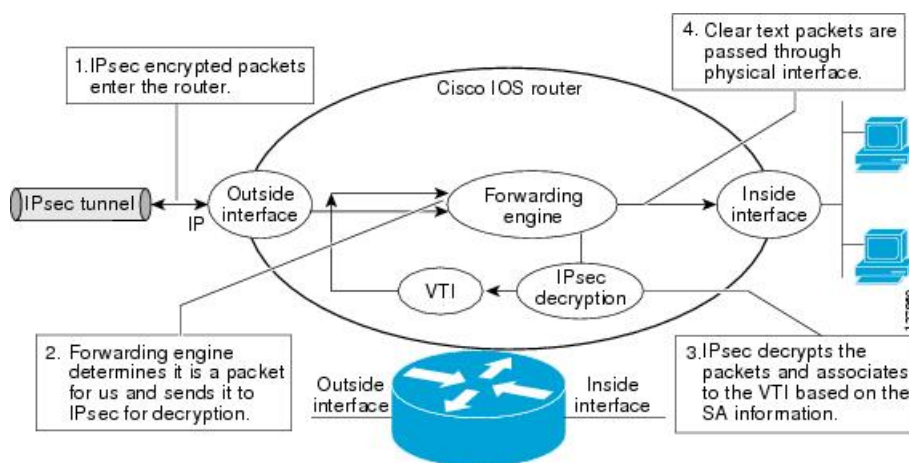 1. IPsec encrypted packets
enter the router.
4. Clear text packets are
passed through
physical interface.
Cisco IOS router
IPsec tunnel
IP
Outside
interface
Forwarding
engine
Inside
interface
VTI
IPsec
decryption
2. Forwarding engine
determines it is a packet
for us and sends it to
IPsec for decryption.
3. IPsec decrypts the
packets and associates
to the VTI based on the
SA information.
Outside
interface
Inside
interface